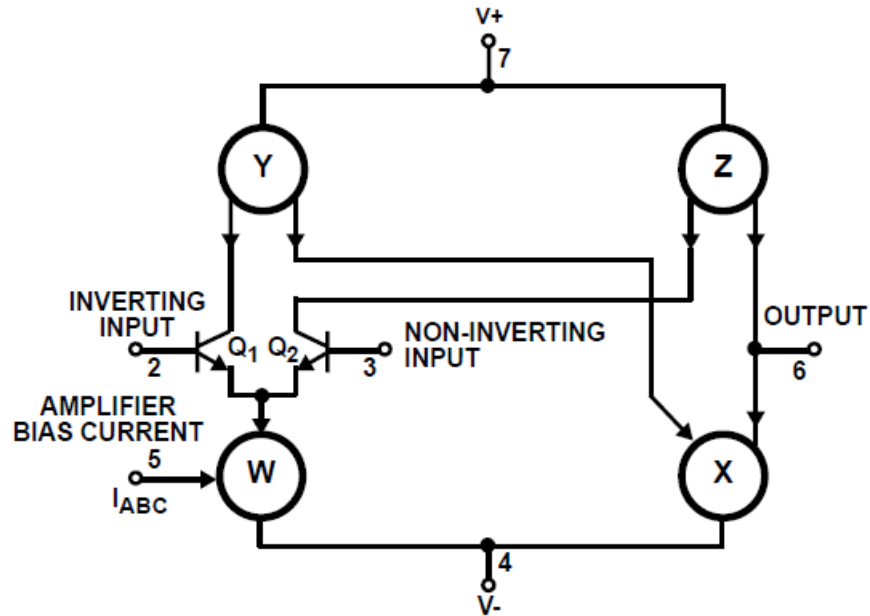 V+
7
Y
Z
INVERTING
INPUT
2
Q1
Q2
3
NON-INVERTING
INPUT
OUTPUT
6
AMPLIFIER
BIAS CURRENT
5
IABC
W
X
4
V-